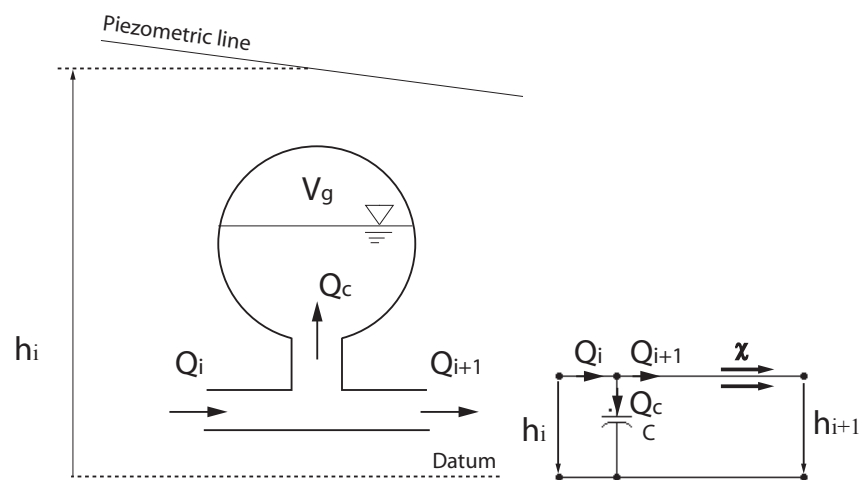 Piezometric line
Vg
Qc
hi
Qi
Qi+1
Datum
Qi
Qi+1
χ
Qc
C
hi
hi+1